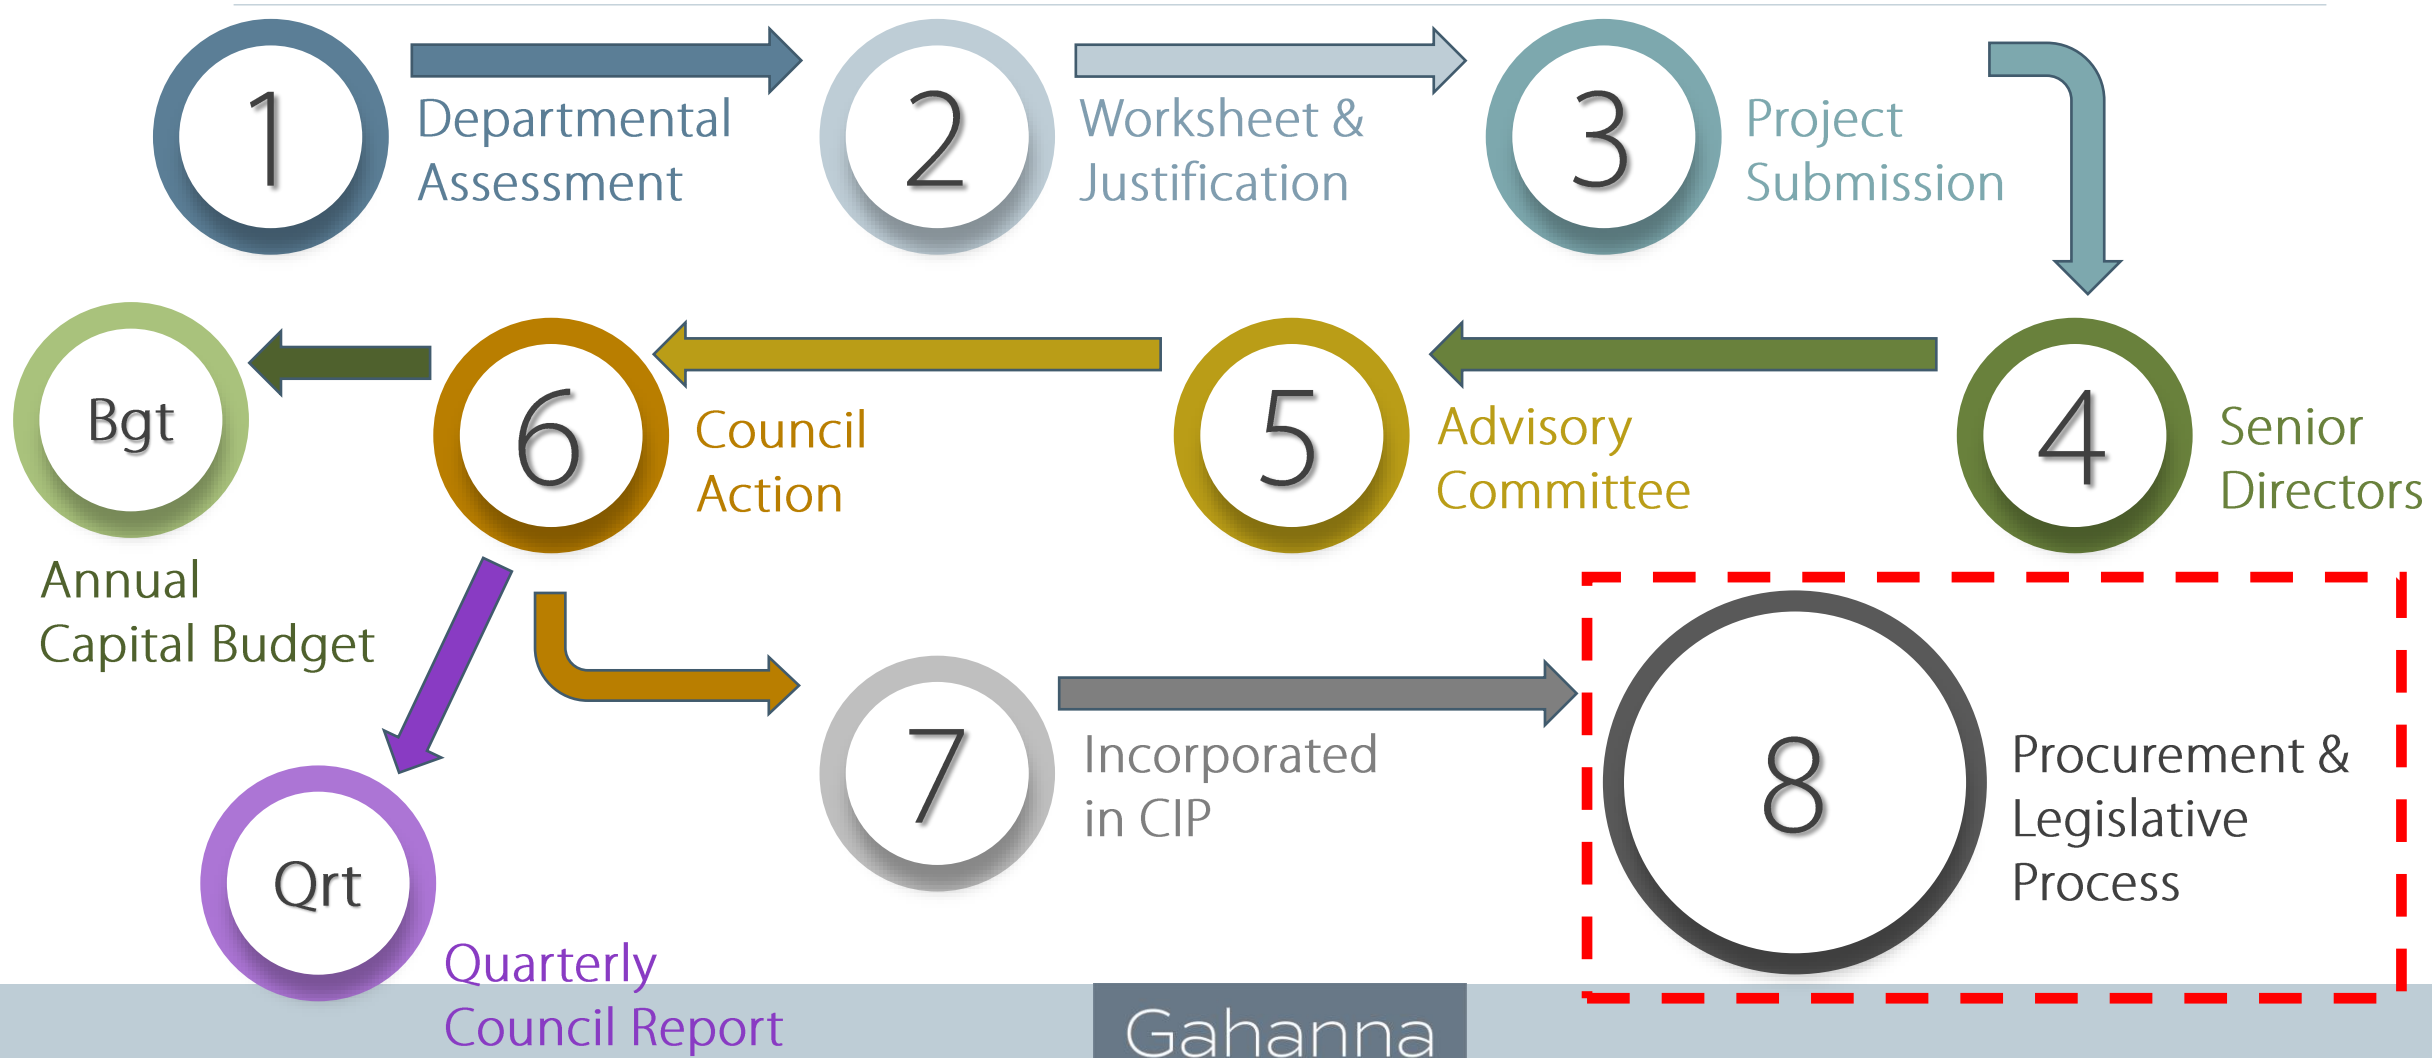 1
Departmental
Assessment
2
Worksheet &
Justification
3
Project
Submission
4
Senior
Directors
5
Advisory
Committee
6
Council
Action
Bgt
Annual
Capital Budget
Qrt
Quarterly
Council Report
7
Incorporated
in CIP
8
Procurement &
Legislative
Process
Gahanna